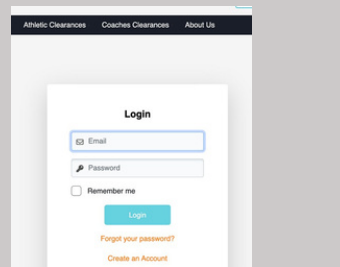 Athletic Clearances Coaches Clearances About Us
Login
Email
Password
Remember me
Login
Forgot your password?
Create an Account